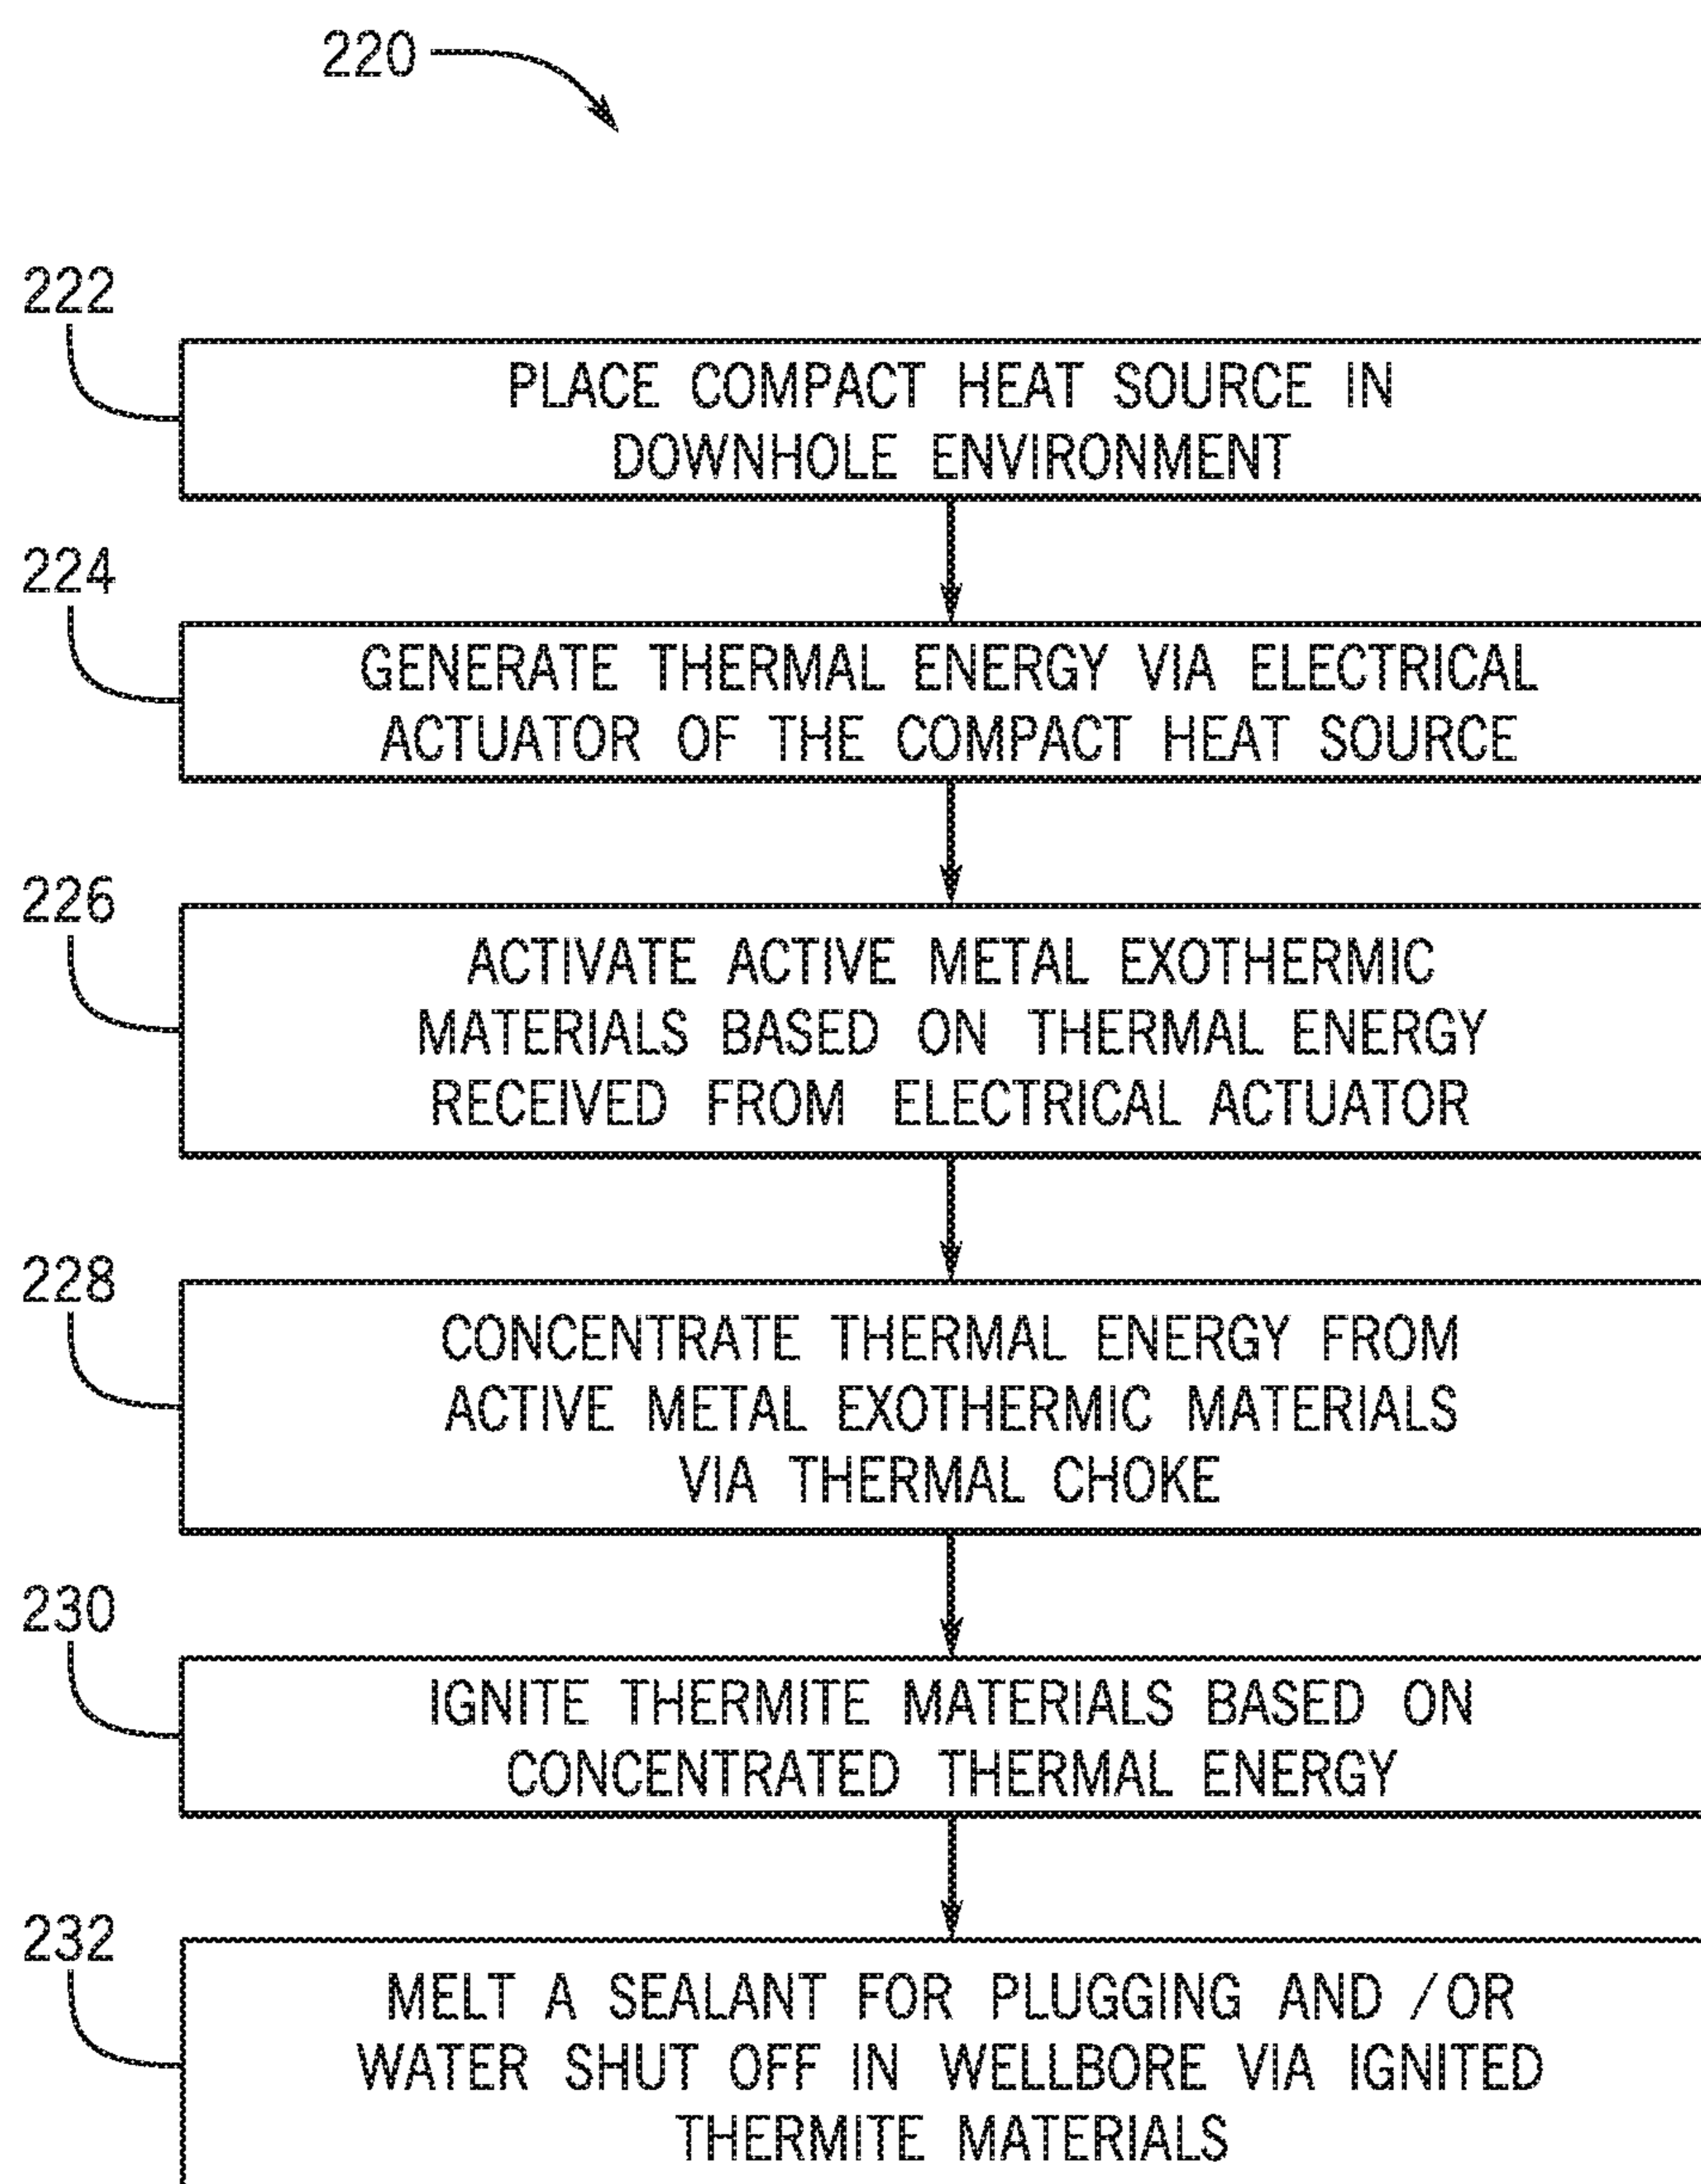 220
222
PLACE COMPACT HEAT SOURCE IN
DOWNHOLE ENVIRONMENT
224
GENERATE THERMAL ENERGY VIA ELECTRICAL
ACTUATOR OF THE COMPACT HEAT SOURCE
226
ACTIVATE ACTIVE METAL EXOTHERMIC
MATERIALS BASED ON THERMAL ENERGY
RECEIVED FROM ELECTRICAL ACTUATOR
228
CONCENTRATE THERMAL ENERGY FROM
ACTIVE METAL EXOTHERMIC MATERIALS
VIA THERMAL CHOKE
230
IGNITE THERMITE MATERIALS BASED ON
CONCENTRATED THERMAL ENERGY
232
MELT A SEALANT FOR PLUGGING AND /OR
WATER SHUT OFF IN WELLBORE VIA IGNITED
THERMITE MATERIALS